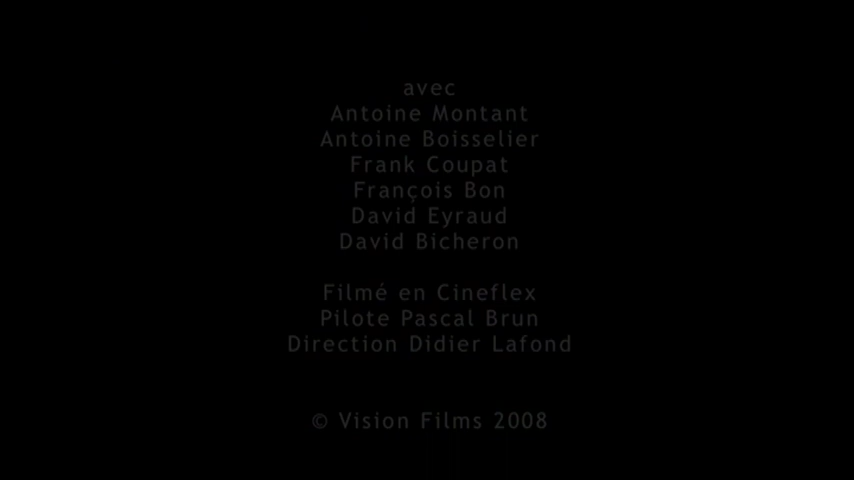 avec
Antoine Montant
Antoine Boisselier
Frank Coupat
François Bon
David Eyraud
David Bicheron
Filmé en Cineflex
Pilote Pascal Brun
Direction Didier Lafond
© Vision Films 2008